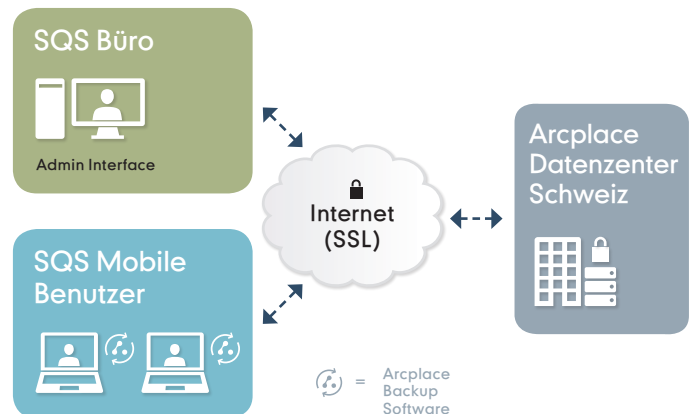 SQS Büro
Admin Interface
SQS Mobile
Benutzer
Internet
(SSL)
Arcplace
Datenzenter
Schweiz
= Arcplace
Backup
Software